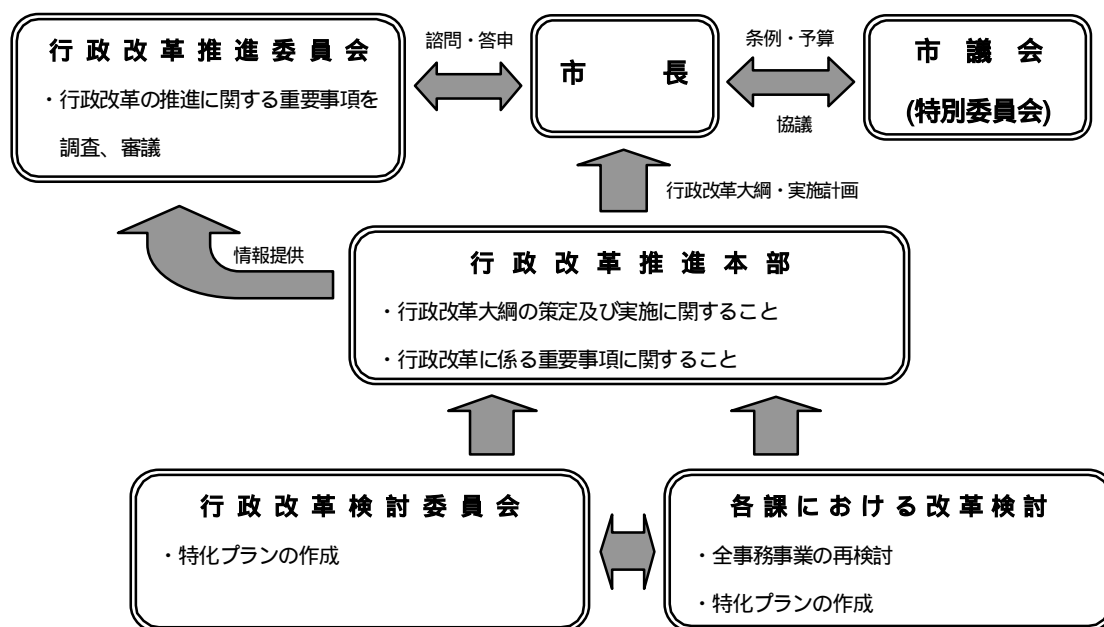 行政改革推進委員会
・行政改革の推進に関する重要事項を
調査、審議
諮問・答申
市　　長
条例・予算
協議
市　議　会
(特別委員会)
行政改革大綱・実施計画
情報提供
行政改革推進本部
・行政改革大綱の策定及び実施に関すること
・行政改革に係る重要事項に関すること
行政改革検討委員会
・特化プランの作成
各課における改革検討
・全事務事業の再検討
・特化プランの作成